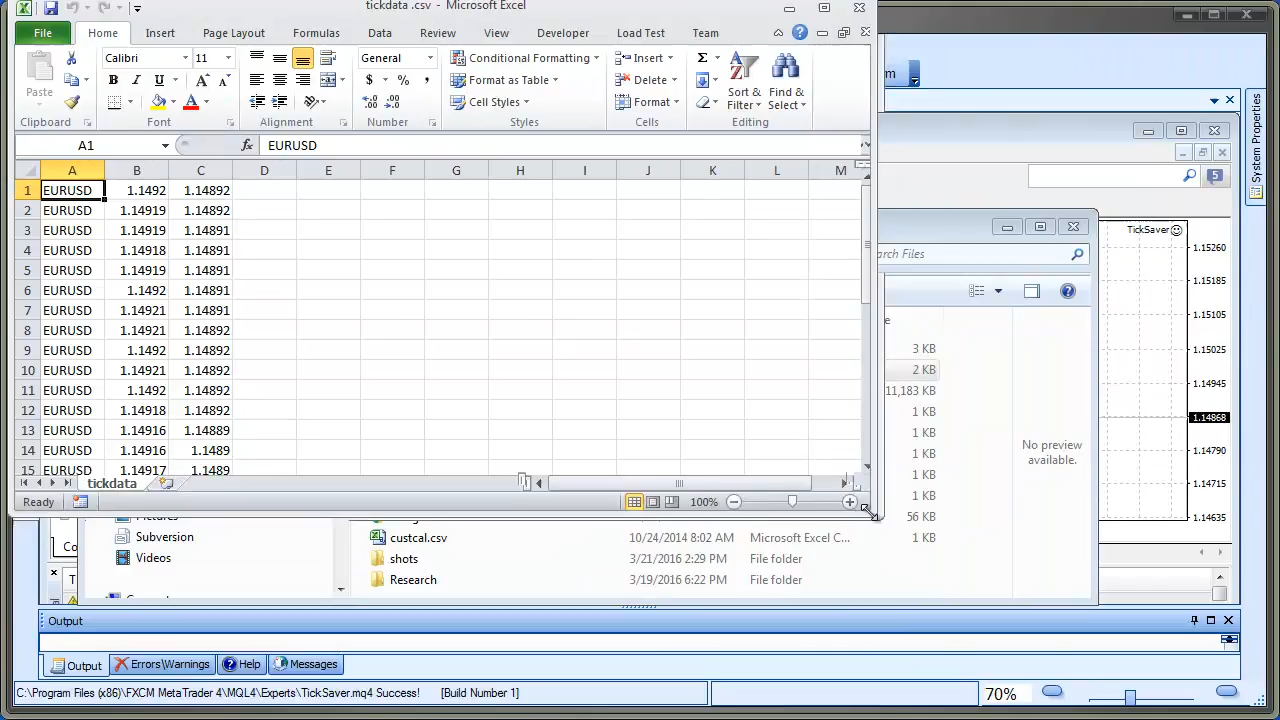 tickdata .csv - Microsoft Excel
File Home Insert Page Layout Formulas Data Review View Developer Load Test Team
Paste Calibri 11 General Conditional Formatting Insert Σ
B I U A A $ % , Format as Table Delete Sort & Find &
Cell Styles Format Filter Select
Clipboard Font Alignment Number Styles Cells Editing
A1 fx EURUSD
A B C D E F G H I J K L M
1 EURUSD 1.1492 1.14892
2 EURUSD 1.14919 1.14892
3 EURUSD 1.14919 1.14891
4 EURUSD 1.14918 1.14891
5 EURUSD 1.14919 1.14891
6 EURUSD 1.1492 1.14891
7 EURUSD 1.14921 1.14891
8 EURUSD 1.14921 1.14892
9 EURUSD 1.1492 1.14892
10 EURUSD 1.14921 1.14892
11 EURUSD 1.1492 1.14892
12 EURUSD 1.14918 1.14892
13 EURUSD 1.14916 1.14889
14 EURUSD 1.14916 1.1489
15 EURUSD 1.14917 1.1489
tickdata
Ready 100%
m
System Properties
5
TickSaver
1.15260
1.15185
1.15105
1.15025
1.14945
1.14868
1.14790
1.14715
1.14635
arch Files
e
3 KB
2 KB
11,183 KB
1 KB
1 KB
1 KB
1 KB
1 KB
56 KB
1 KB
No preview
available.
Subversion
Videos
custcal.csv 10/24/2014 8:02 AM Microsoft Excel C...
shots 3/21/2016 2:29 PM File folder
Research 3/19/2016 6:22 PM File folder
Co
T
Output
Output Errors\Warnings Help Messages
C:\Program Files (x86)\FXCM MetaTrader 4\MQL4\Experts\TickSaver.mq4 Success! [Build Number 1] 70%